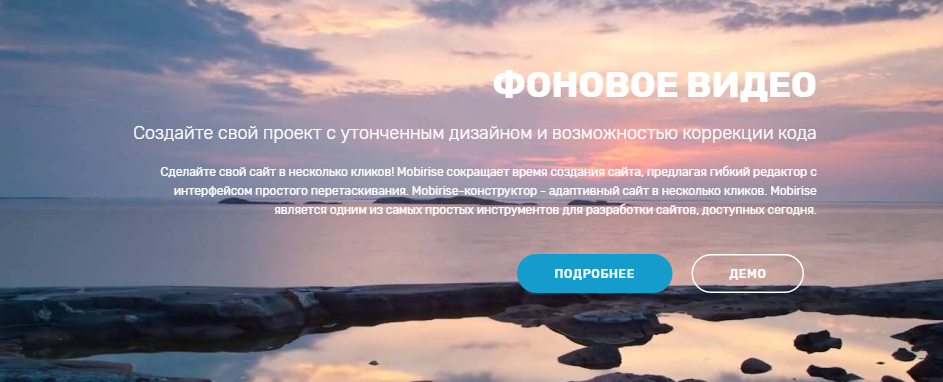 ФОНОВОЕ ВИДЕО
Создайте свой проект с утонченным дизайном и возможностью коррекции кода
Сделайте свой сайт в несколько кликов! Mobirise сокращает время создания сайта, предлагая гибкий редактор с
интерфейсом простого перетаскивания. Mobirise-конструктор - адаптивный сайт в несколько кликов. Mobirise
является одним из самых простых инструментов для разработки сайтов, доступных сегодня.
ПОДРОБНЕЕ
ДЕМО